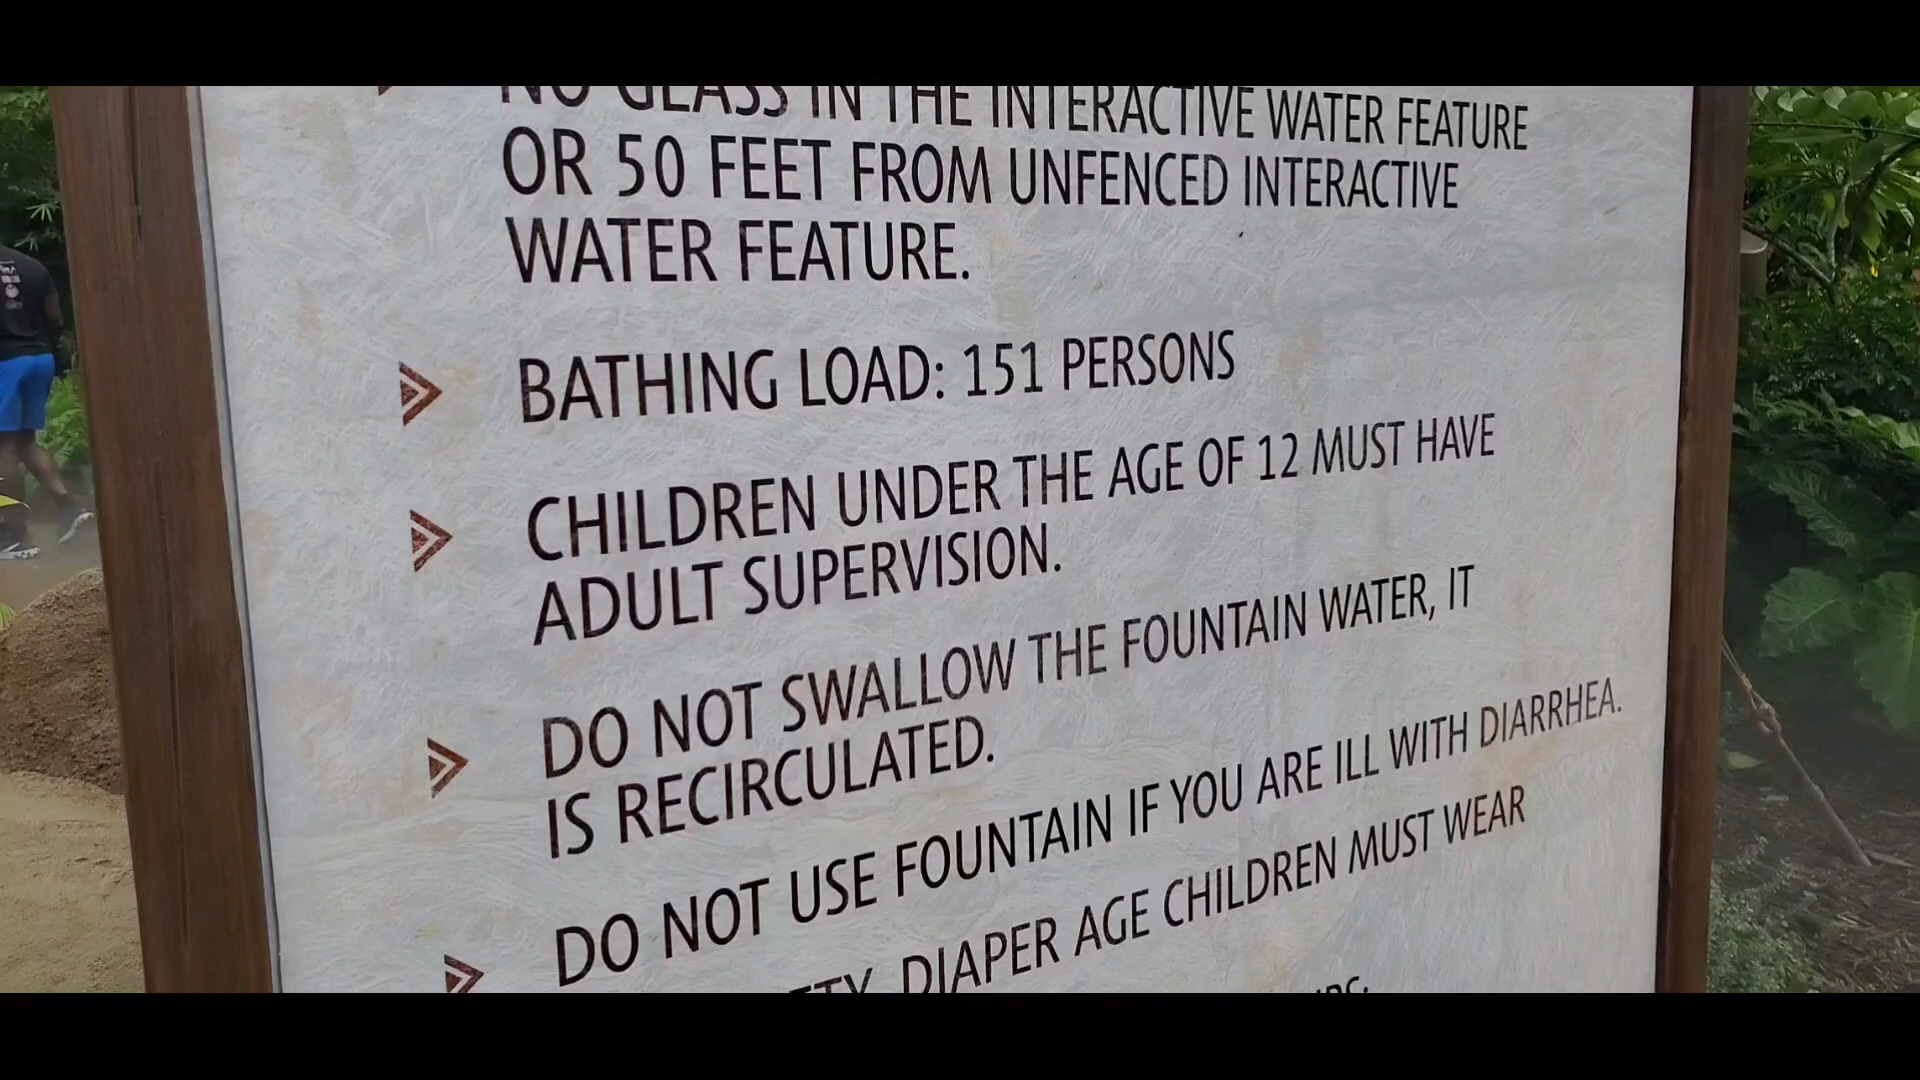 NO GLASS IN THE INTERACTIVE WATER FEATURE
OR 50 FEET FROM UNFENCED INTERACTIVE
WATER FEATURE.
BATHING LOAD: 151 PERSONS
CHILDREN UNDER THE AGE OF 12 MUST HAVE
ADULT SUPERVISION.
DO NOT SWALLOW THE FOUNTAIN WATER, IT
IS RECIRCULATED.
DO NOT USE FOUNTAIN IF YOU ARE ILL WITH DIARRHEA.
DIAPER AGE CHILDREN MUST WEAR